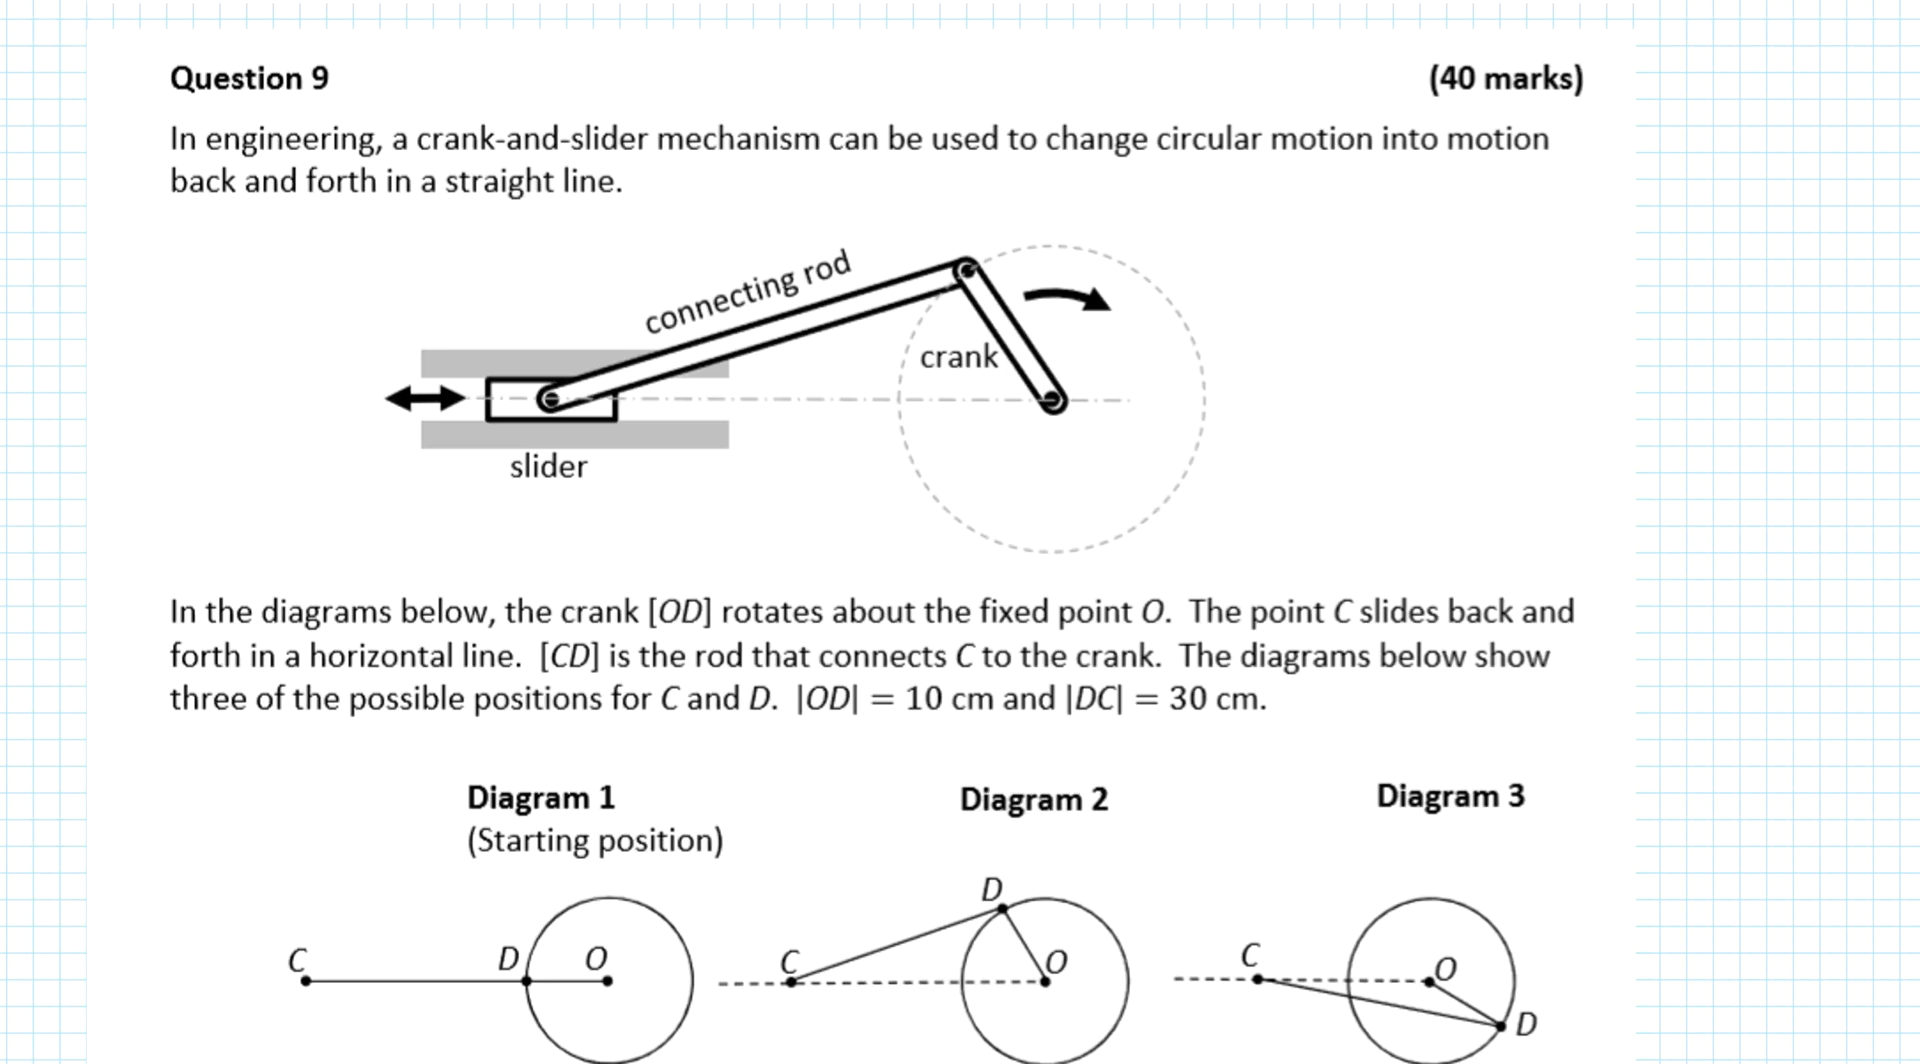 Question 9 (40 marks)
In engineering, a crank-and-slider mechanism can be used to change circular motion into motion
back and forth in a straight line.
connecting rod
crank
slider
In the diagrams below, the crank [OD] rotates about the fixed point O. The point C slides back and
forth in a horizontal line. [CD] is the rod that connects C to the crank. The diagrams below show
three of the possible positions for C and D. |OD| = 10 cm and |DC| = 30 cm.
Diagram 1
(Starting position)
C D O
Diagram 2
D
C O
Diagram 3
C O
D